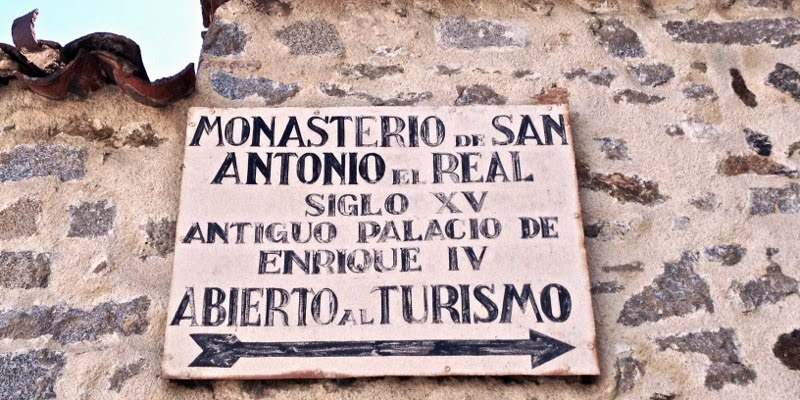 MONASTERIO DE SAN
ANTONIO EL REAL
SIGLO XV
ANTIGUO PALACIO DE
ENRIQUE IV
ABIERTO AL TURISMO